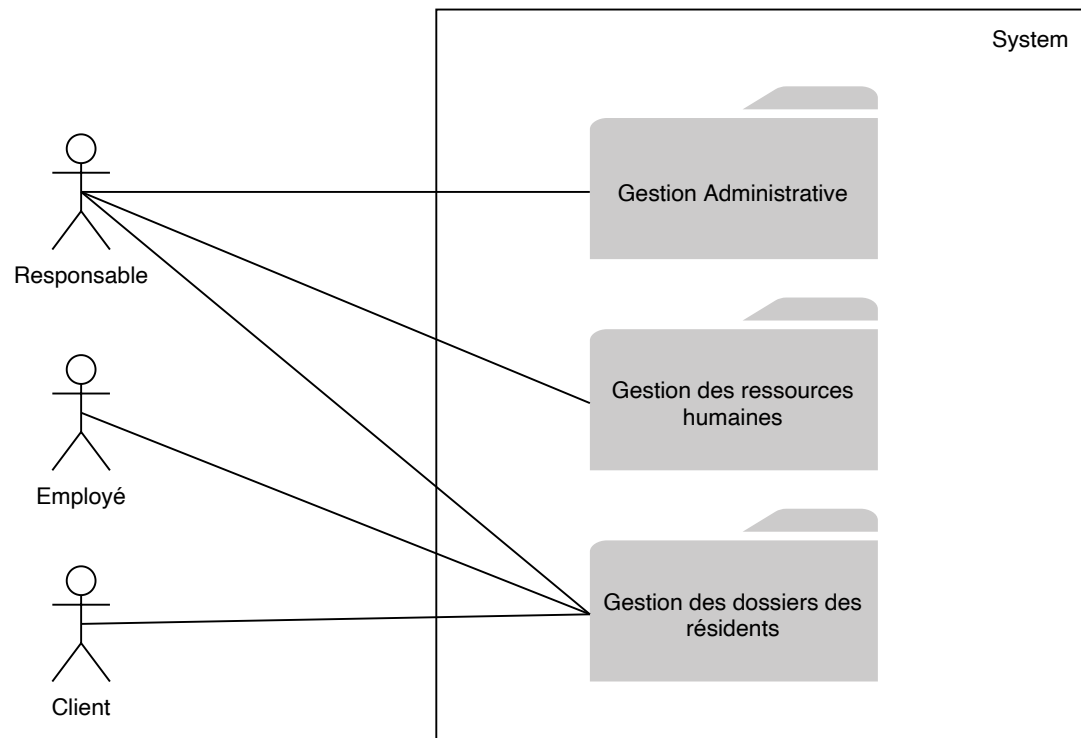 System
Gestion Administrative
Responsable
Gestion des ressources
humaines
Employé
Gestion des dossiers des
résidents
Client